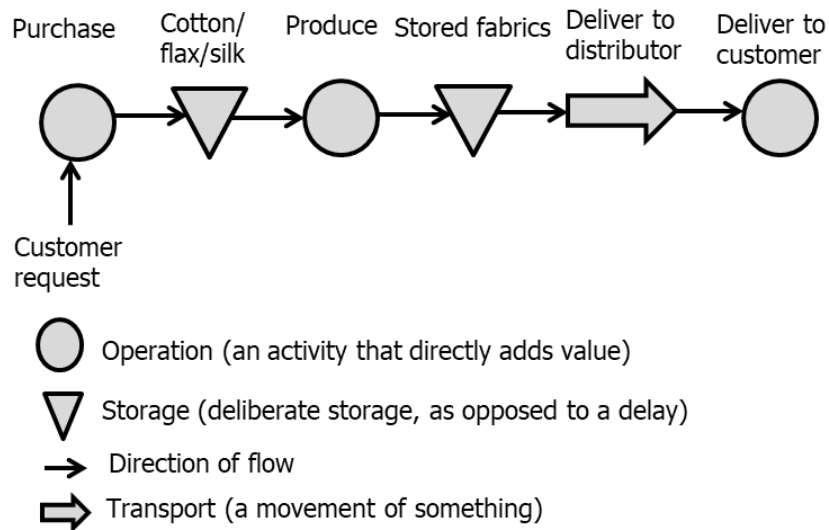 Purchase
Cotton/
flax/silk
Produce
Stored fabrics
Deliver to
distributor
Deliver to
customer
Customer
request
Operation (an activity that directly adds value)
Storage (deliberate storage, as opposed to a delay)
Direction of flow
Transport (a movement of something)